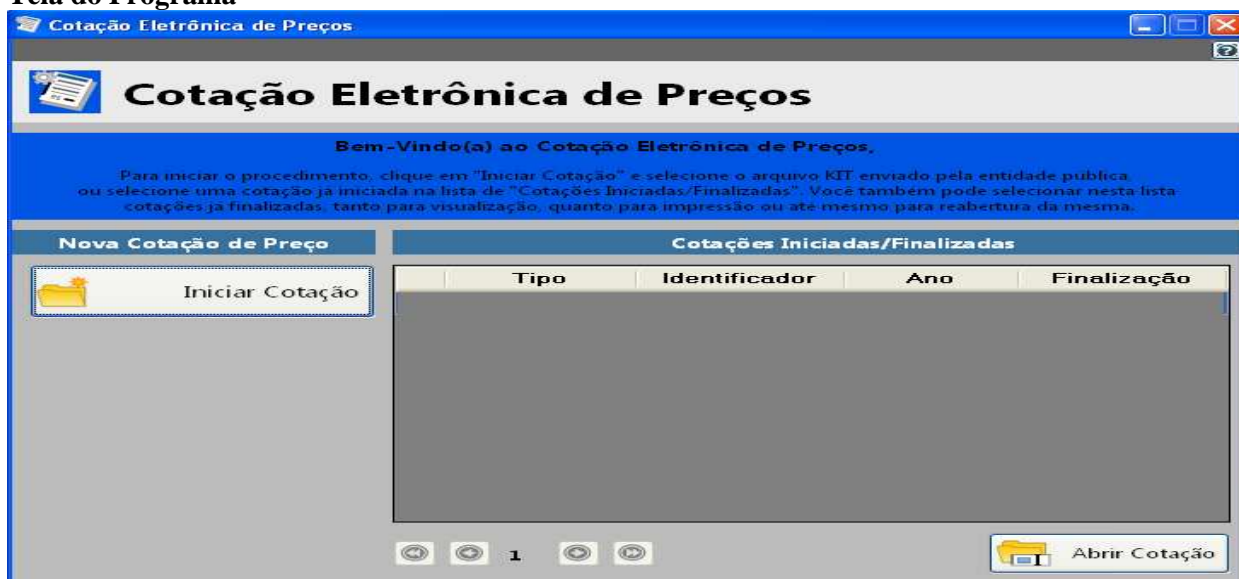 Tela do Programa
Cotação Eletrônica de Preços
Cotação Eletrônica de Preços
Bem-Vindo(a) ao Cotação Eletrônica de Preços,
Para iniciar o procedimento, clique em "Iniciar Cotação" e selecione o arquivo KIT enviado pela entidade pública,
ou selecione uma cotação ja iniciada na lista de "Cotações Iniciadas/Finalizadas". Você também pode selecionar nesta lista
cotações ja finalizadas, tanto para visualização, quanto para impressão ou até mesmo para reabertura da mesma.
Nova Cotação de Preço
Cotações Iniciadas/Finalizadas
Iniciar Cotação
Tipo Identificador Ano Finalização
1
Abrir Cotação